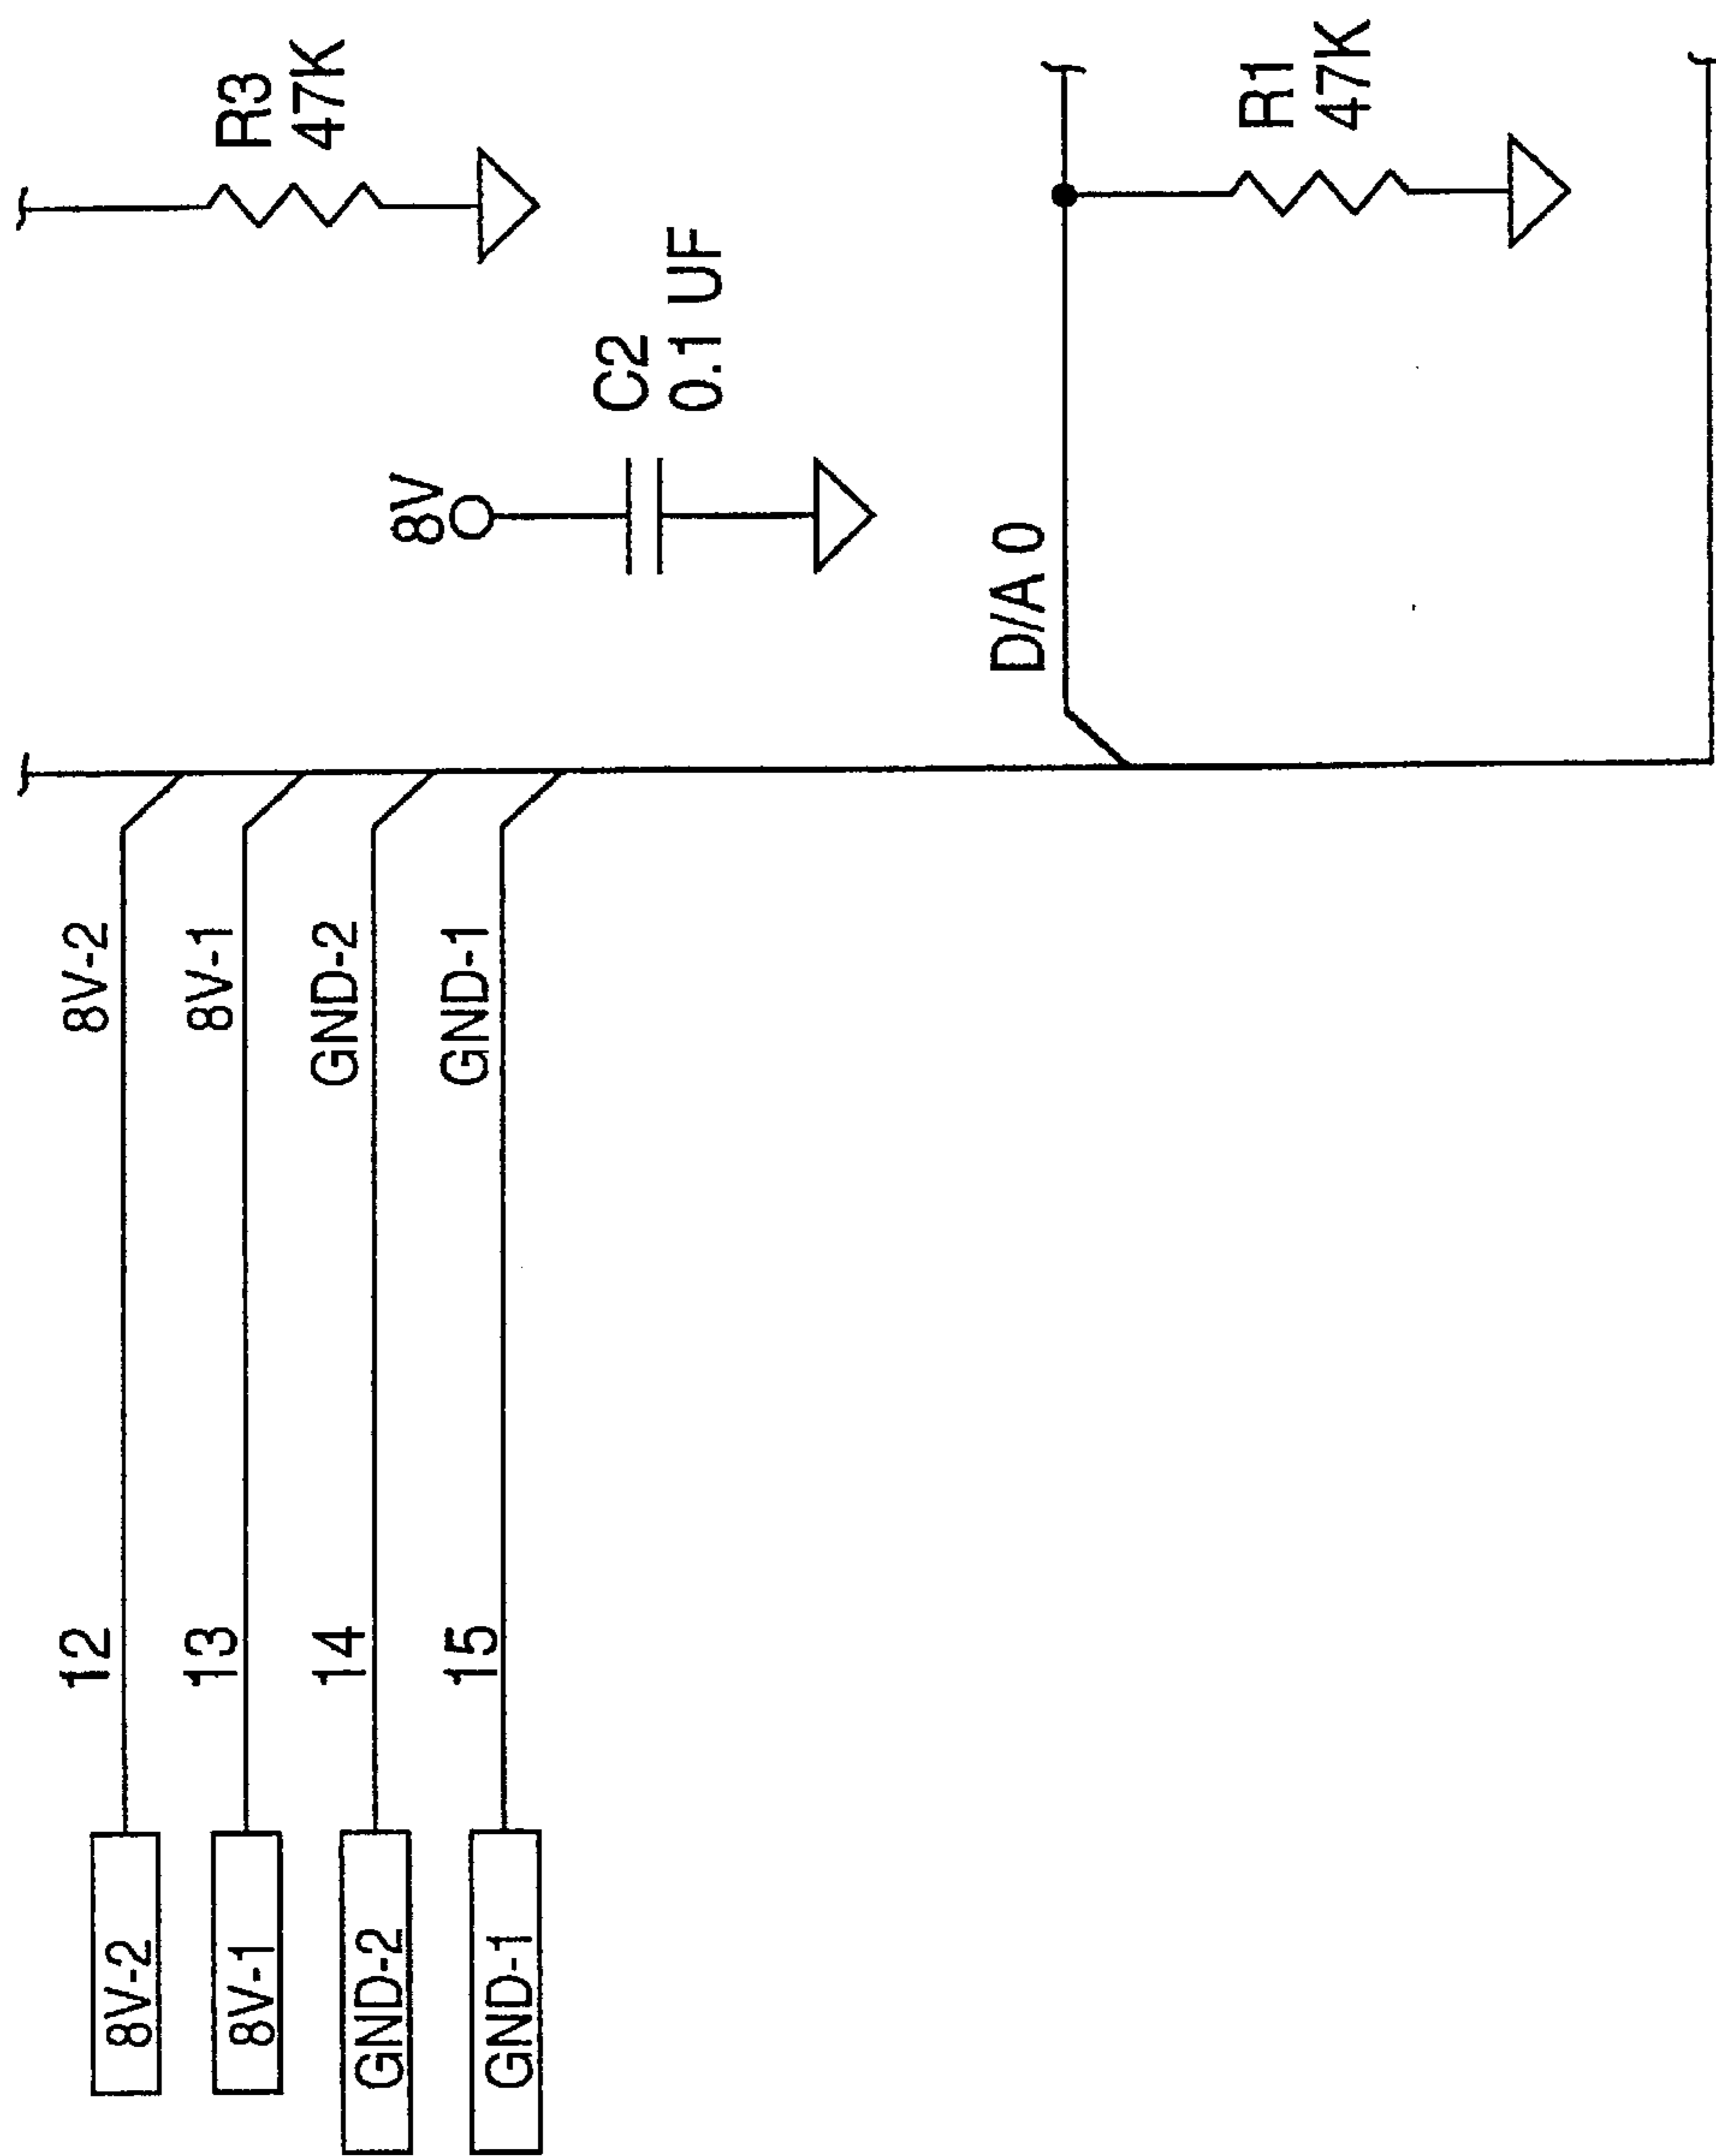 8V-2
12
8V-2
8V-1
13
8V-1
GND-2
14
GND-2
GND-1
15
GND-1
R3
47K
8V
C2
0.1 UF
D/A 0
R1
47K